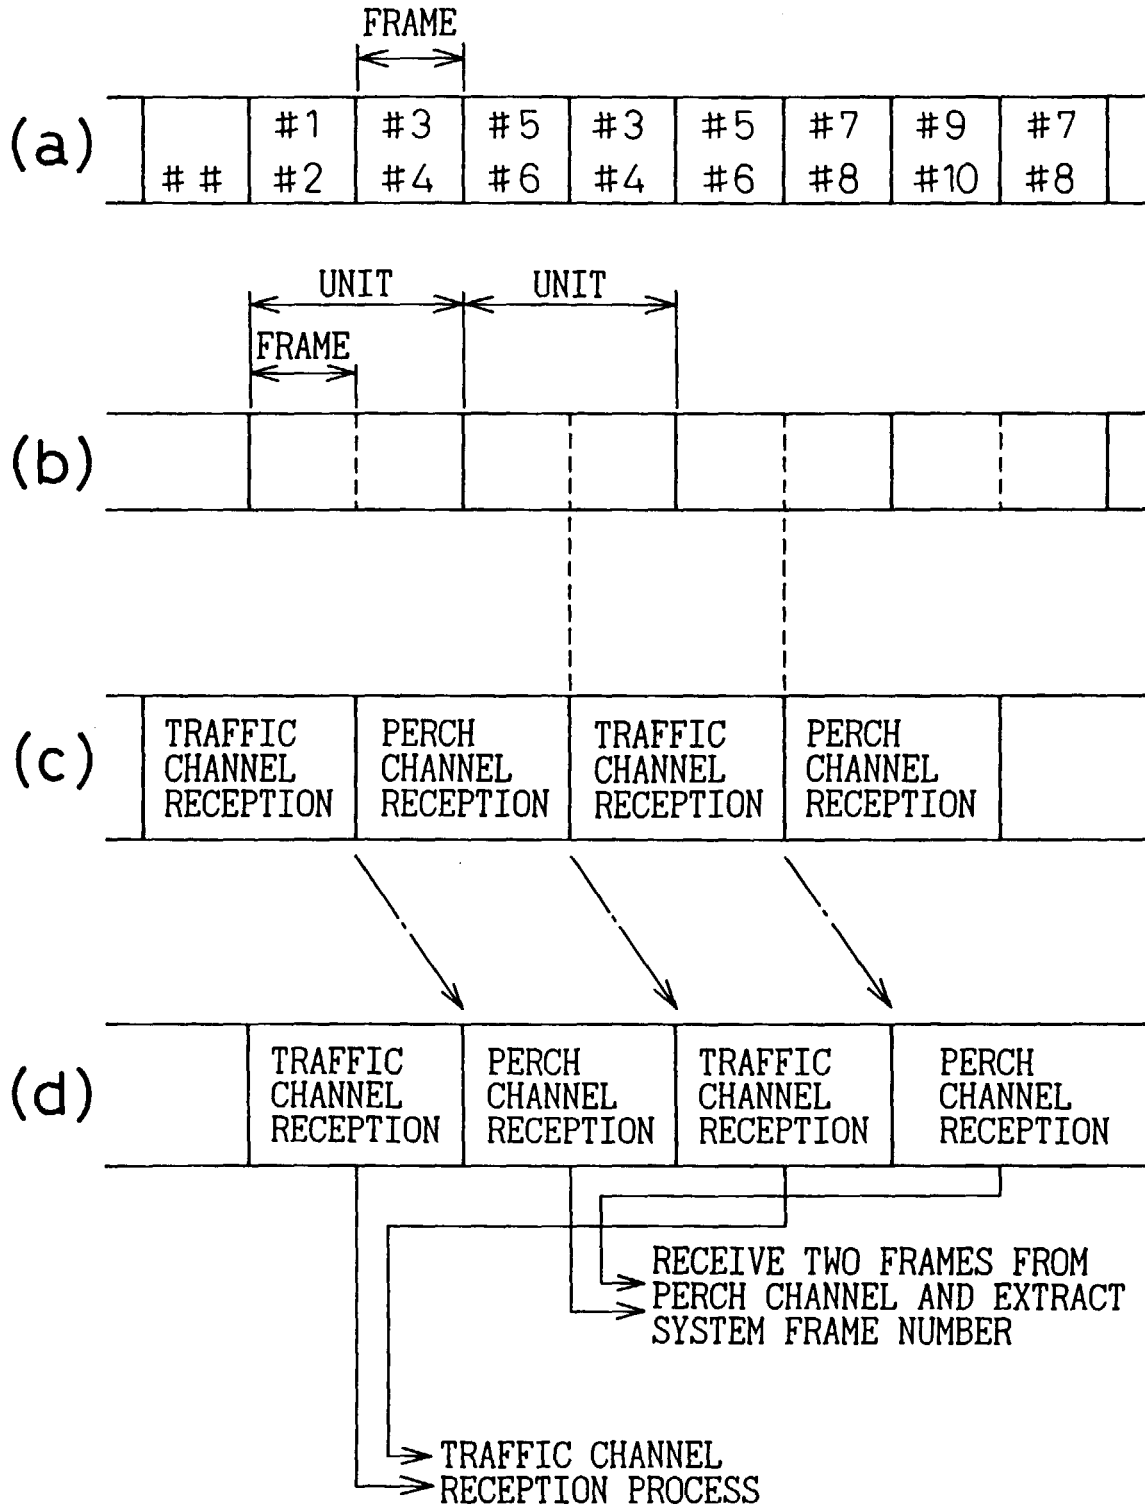 FRAME
(a)
#1 #3 #5 #3 #5 #7 #9 #7
## #2 #4 #6 #4 #6 #8 #10 #8
UNIT UNIT
FRAME
(b)
(c)
TRAFFIC CHANNEL RECEPTION
PERCH CHANNEL RECEPTION
TRAFFIC CHANNEL RECEPTION
PERCH CHANNEL RECEPTION
(d)
TRAFFIC CHANNEL RECEPTION
PERCH CHANNEL RECEPTION
TRAFFIC CHANNEL RECEPTION
PERCH CHANNEL RECEPTION
RECEIVE TWO FRAMES FROM
PERCH CHANNEL AND EXTRACT
SYSTEM FRAME NUMBER
TRAFFIC CHANNEL
RECEPTION PROCESS